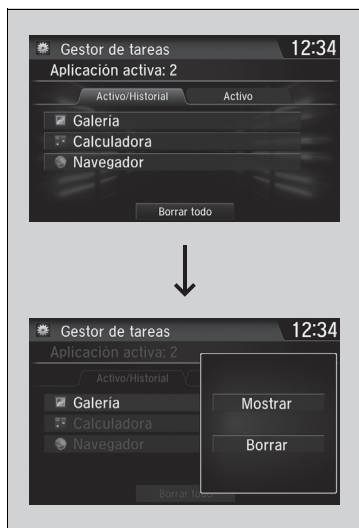 Gestor de tareas 12:34
Aplicación activa: 2
Activo/Historial Activo
Galería
Calculadora
Navegador
Borrar todo
Gestor de tareas 12:34
Aplicación activa: 2
Activo/Historial
Galería
Mostrar
Calculadora
Navegador
Borrar
Borrar todo